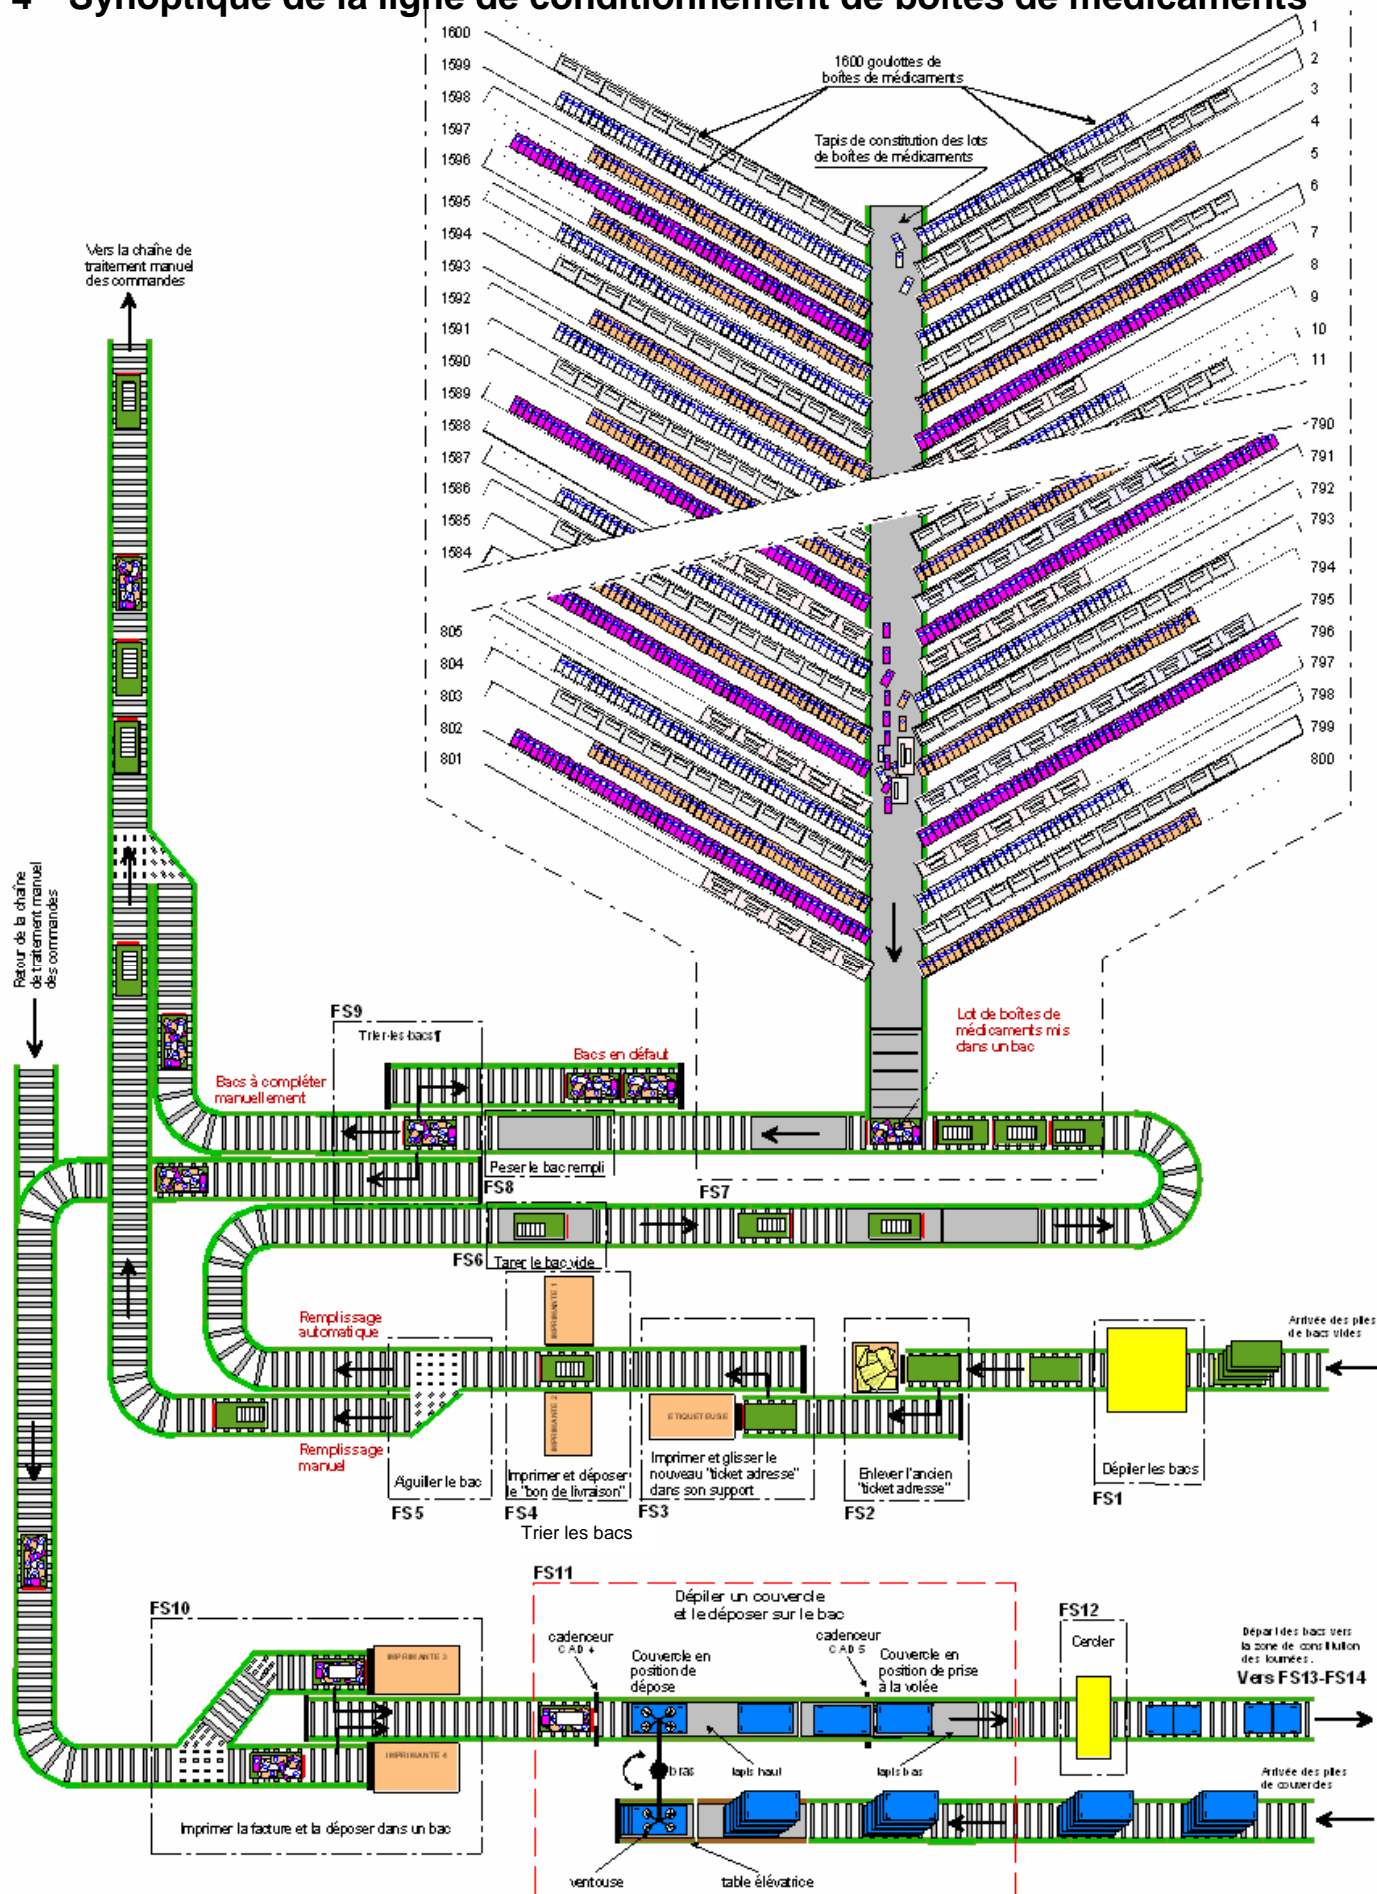 4 Synoptique de la ligne de conditionnement de boîtes de médicaments
1600
1599
1598
1597
1596
1595
1594
1593
1592
1591
1590
1589
1588
1587
1586
1585
1584
805
804
803
802
801
1600 goulottes de
boîtes de médicaments
Tapis de constitution des lots
de boîtes de médicaments
1
2
3
4
5
6
7
8
9
10
11
790
791
792
793
794
795
796
797
798
799
800
Vers la chaîne de
traitement manuel
des commandes
Retour de la chaîne
de traitement manuel
des commandes
Lot de boîtes de
médicaments mis
dans un bac
FS9
Trier·les·bacs¶
Bacs en défaut
Bacs à compléter
manuellement
Peser le bac rempli
FS8
FS7
FS6
Tarer le bac vide
Remplissage
automatique
IMPRIMANTE 1
IMPRIMANTE 2
ETIQUETEUSE
Arrivée des piles
de bacs vides
Remplissage
manuel
Aiguiller le bac
FS5
Imprimer et déposer
le "bon de livraison"
FS4
Imprimer et glisser le
nouveau "ticket adresse"
dans son support
FS3
Enlever l'ancien
"ticket adresse"
FS2
Dépiler les bacs
FS1
Trier les bacs
FS10
IMPRIMANTE 3
IMPRIMANTE 4
Imprimer la facture et la déposer dans un bac
FS11
Dépiler un couvercle
et le déposer sur le bac
cadenceur
CAD 4
Couvercle en
position de
dépose
cadenceur
CAD 5
Couvercle en
position de prise
à la volée
bras
tapis haut
tapis bas
ventouse
table élévatrice
FS12
Cercler
Départ des bacs vers
la zone de constitution
des tournées.
Vers FS13-FS14
Arrivée des piles
de couvercles